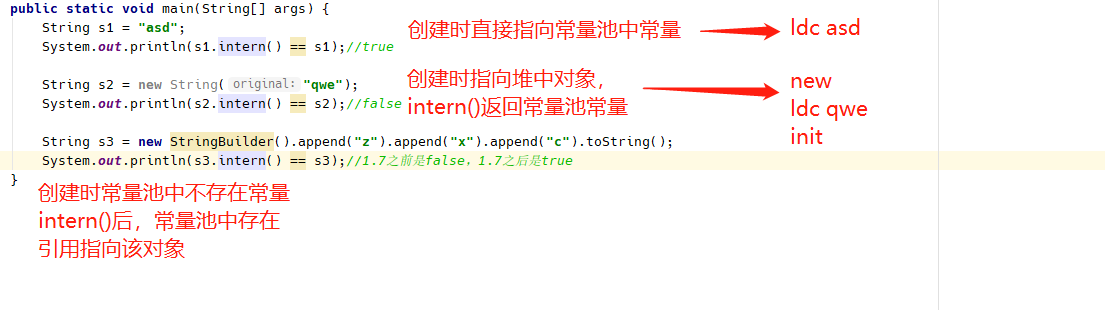 public static void main(String[] args) {
String s1 = "asd";
创建时直接指向常量池中常量
ldc asd
System.out.println(s1.intern() == s1);//true
String s2 = new String( original: "qwe");
创建时指向堆中对象，
new
System.out.println(s2.intern() == s2);//false
intern()返回常量池常量
ldc qwe
init
String s3 = new StringBuilder().append("z").append("x").append("c").toString();
System.out.println(s3.intern() == s3);//1.7之前是false，1.7之后是true
}
创建时常量池中不存在常量
intern()后，常量池中存在
引用指向该对象